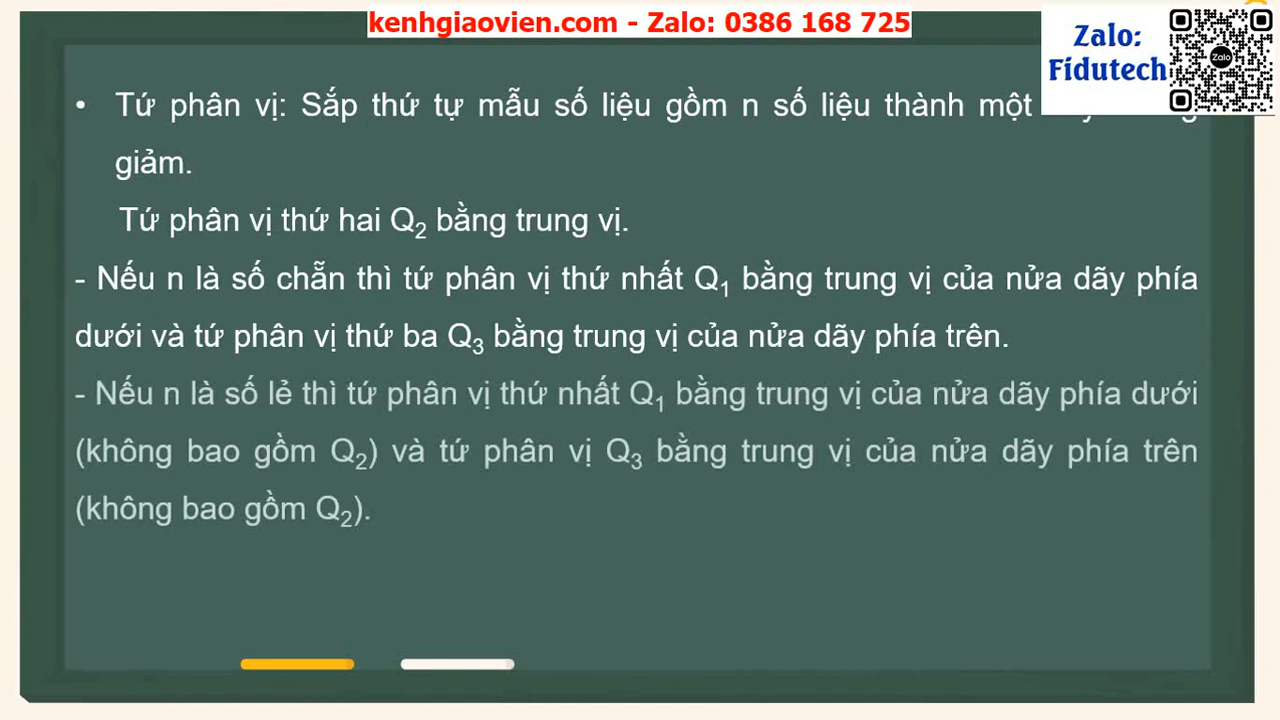 kenhgiaovien.com - Zalo: 0386 168 725
Zalo:
Fidutech
Zalo
• Tứ phân vị: Sắp thứ tự mẫu số liệu gồm n số liệu thành một
giảm.
Tứ phân vị thứ hai Q₂ bằng trung vị.
- Nếu n là số chẵn thì tứ phân vị thứ nhất Q₁ bằng trung vị của nửa dãy phía
dưới và tứ phân vị thứ ba Q₃ bằng trung vị của nửa dãy phía trên.
- Nếu n là số lẻ thì tứ phân vị thứ nhất Q₁ bằng trung vị của nửa dãy phía dưới
(không bao gồm Q₂) và tứ phân vị Q₃ bằng trung vị của nửa dãy phía trên
(không bao gồm Q₂).